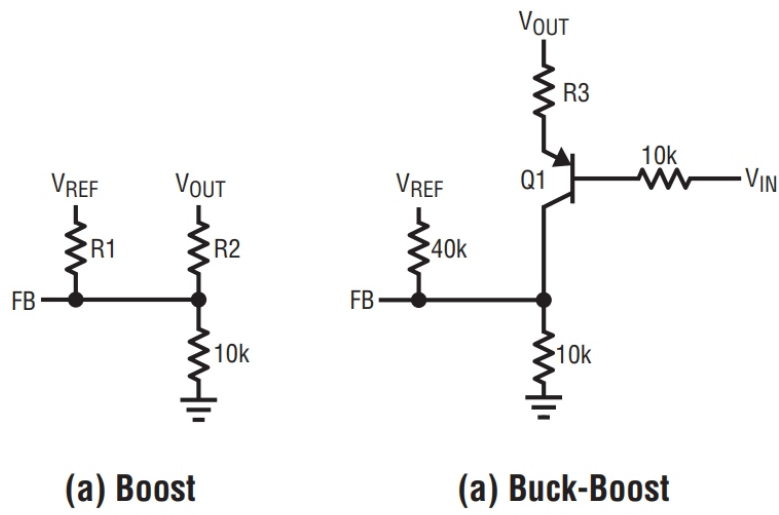 VOUT
R3
10k
VREF
VOUT
VREF
Q1
VIN
R1
R2
40k
FB
FB
10k
10k
(a) Boost
(a) Buck-Boost